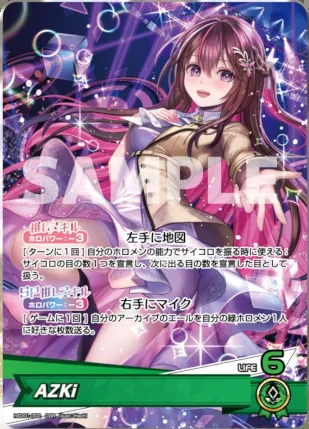 SAMPLE
推しスキル
ホロパワー：-3
左手に地図
[ターンに1回]自分のホロメンの能力でサイコロを振る時に使える：
サイコロの目の数1つを宣言し、次に出る目の数を宣言した目として
扱う。
SP推しスキル
ホロパワー：-3
右手にマイク
[ゲームに1回]自分のアーカイブのエールを自分の緑ホロメン1人
に好きな枚数送る。
LIFE 6
AZKi